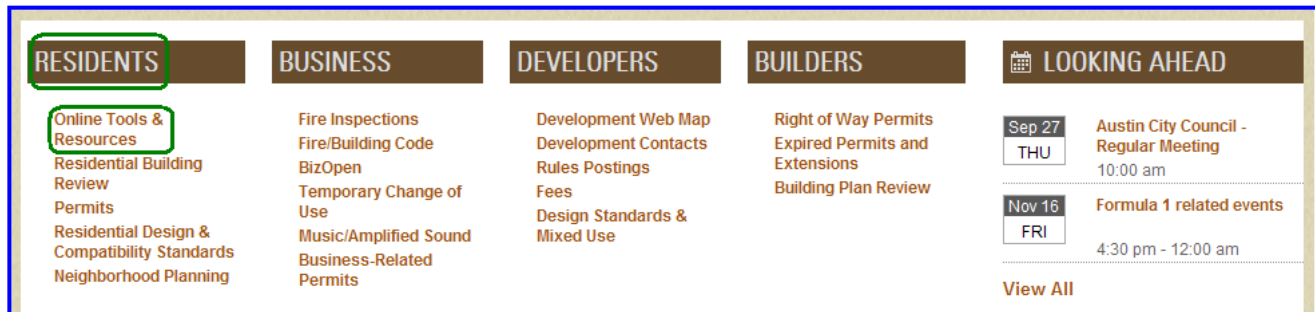 RESIDENTS
Online Tools &
Resources
Residential Building
Review
Permits
Residential Design &
Compatibility Standards
Neighborhood Planning
BUSINESS
Fire Inspections
Fire/Building Code
BizOpen
Temporary Change of
Use
Music/Amplified Sound
Business-Related
Permits
DEVELOPERS
Development Web Map
Development Contacts
Rules Postings
Fees
Design Standards &
Mixed Use
BUILDERS
Right of Way Permits
Expired Permits and
Extensions
Building Plan Review
LOOKING AHEAD
Sep 27
THU
Austin City Council -
Regular Meeting
10:00 am
Nov 16
FRI
Formula 1 related events
4:30 pm - 12:00 am
View All